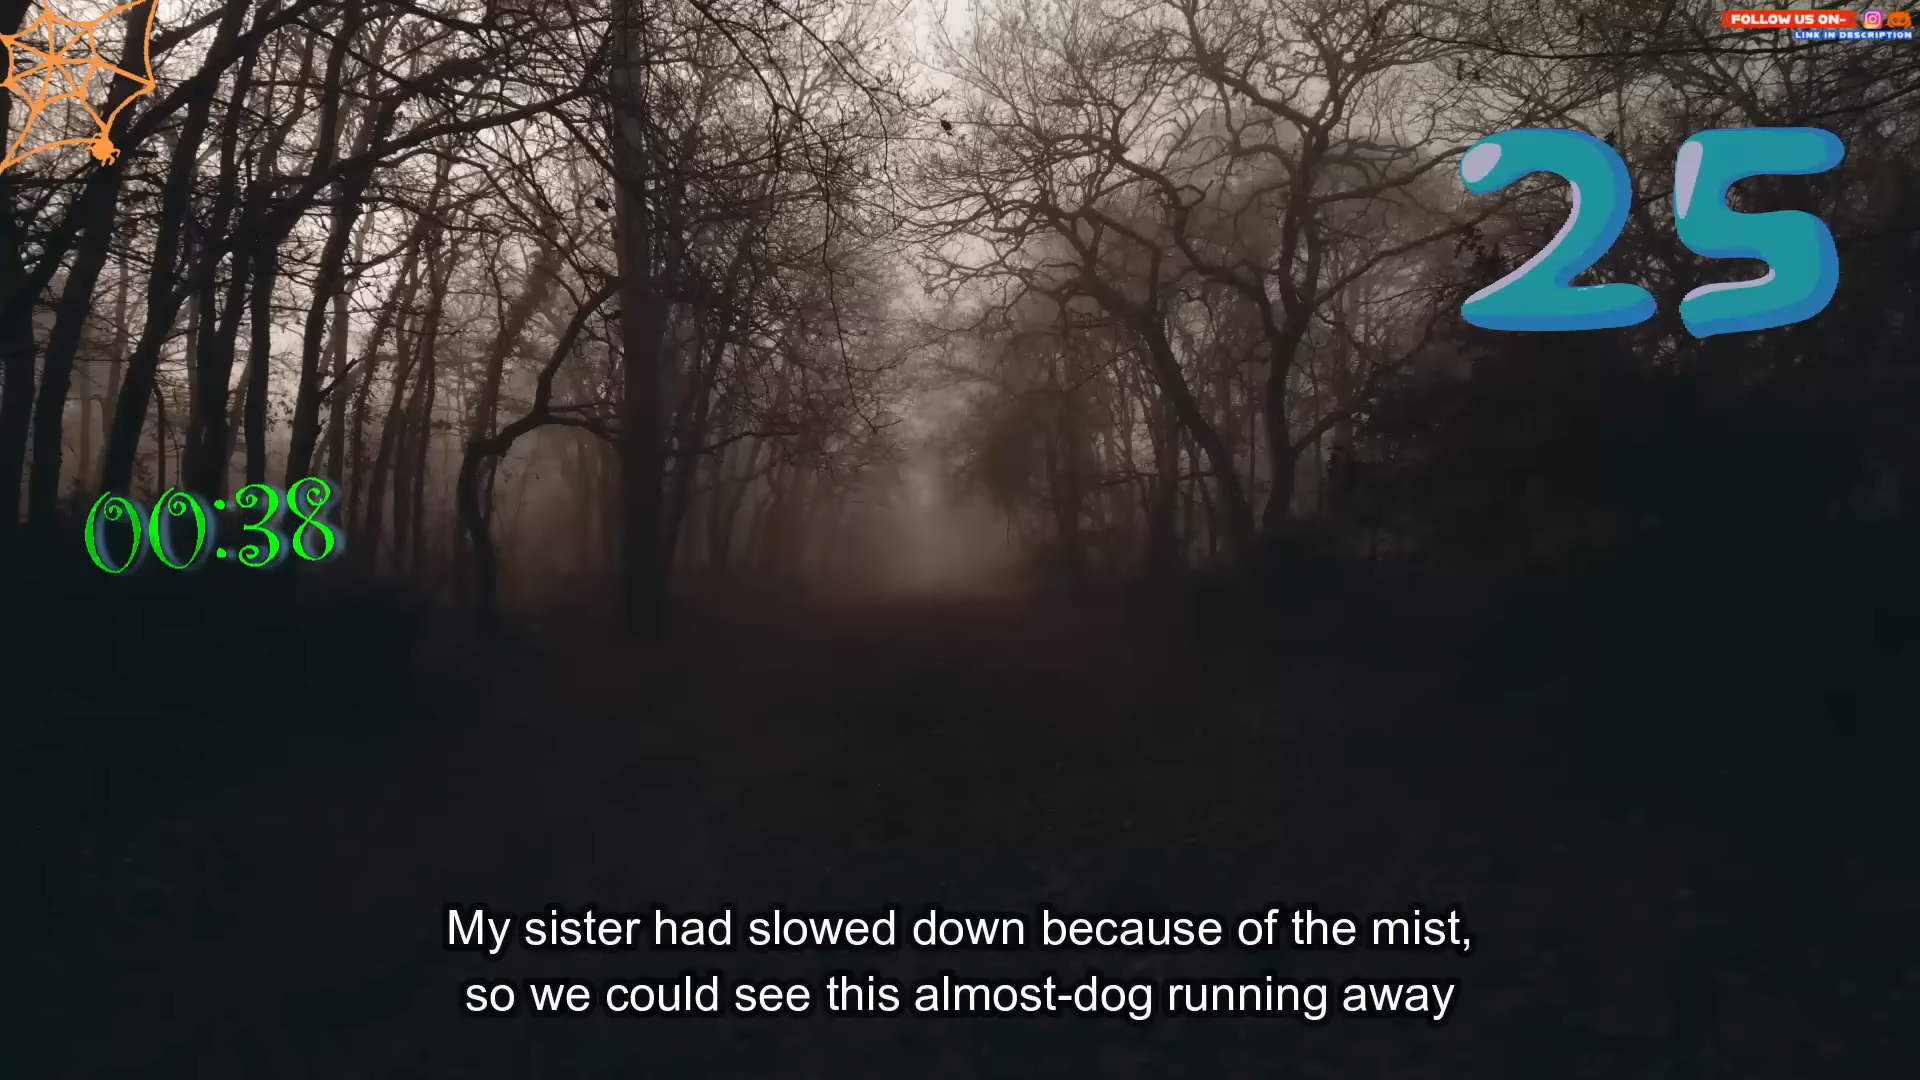 FOLLOW US ON-
LINK IN DESCRIPTION
25
00:38
My sister had slowed down because of the mist,
so we could see this almost-dog running away